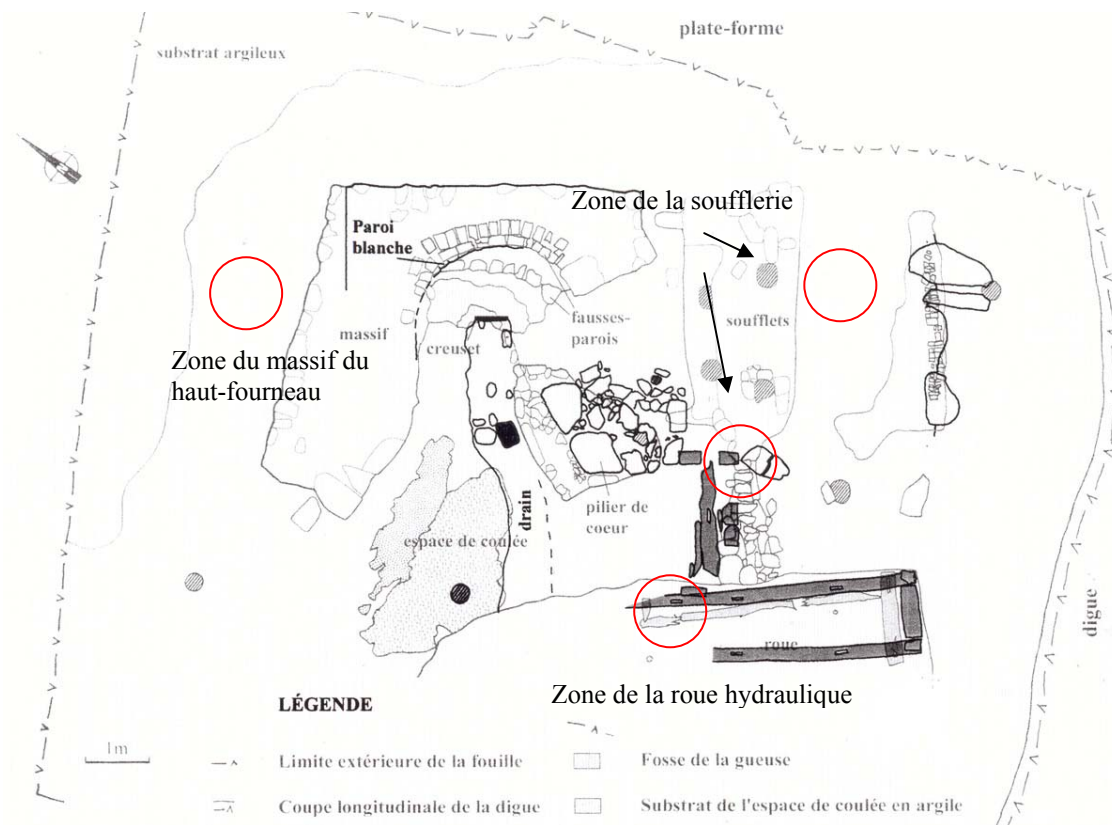 plate-forme
substrat argileux
Zone de la soufflerie
Paroi
blanche
fausses-
parois
soufflets
massif
creuset
Zone du massif du
haut-fourneau
pilier de
coeur
drain
espace de coulée
digue
roue
Zone de la roue hydraulique
LÉGENDE
1m
Limite extérieure de la fouille
Fosse de la gueuse
Coupe longitudinale de la digue
Substrat de l'espace de coulée en argile